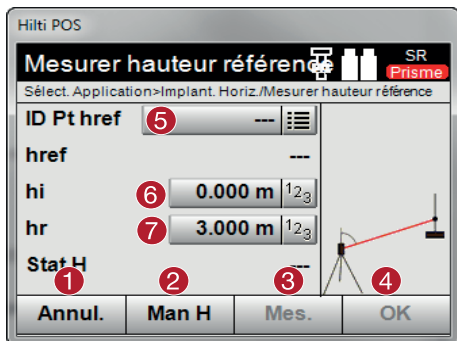 Hilti POS
Mesurer hauteur référence
SR
Prisme
Sélect. Application>Implant. Horiz./Mesurer hauteur référence
ID Pt href 5 ---
href ---
hi 6 0.000 m 123
hr 7 3.000 m 123
Stat H ---
1 2 3 4
Annul. Man H Mes. OK